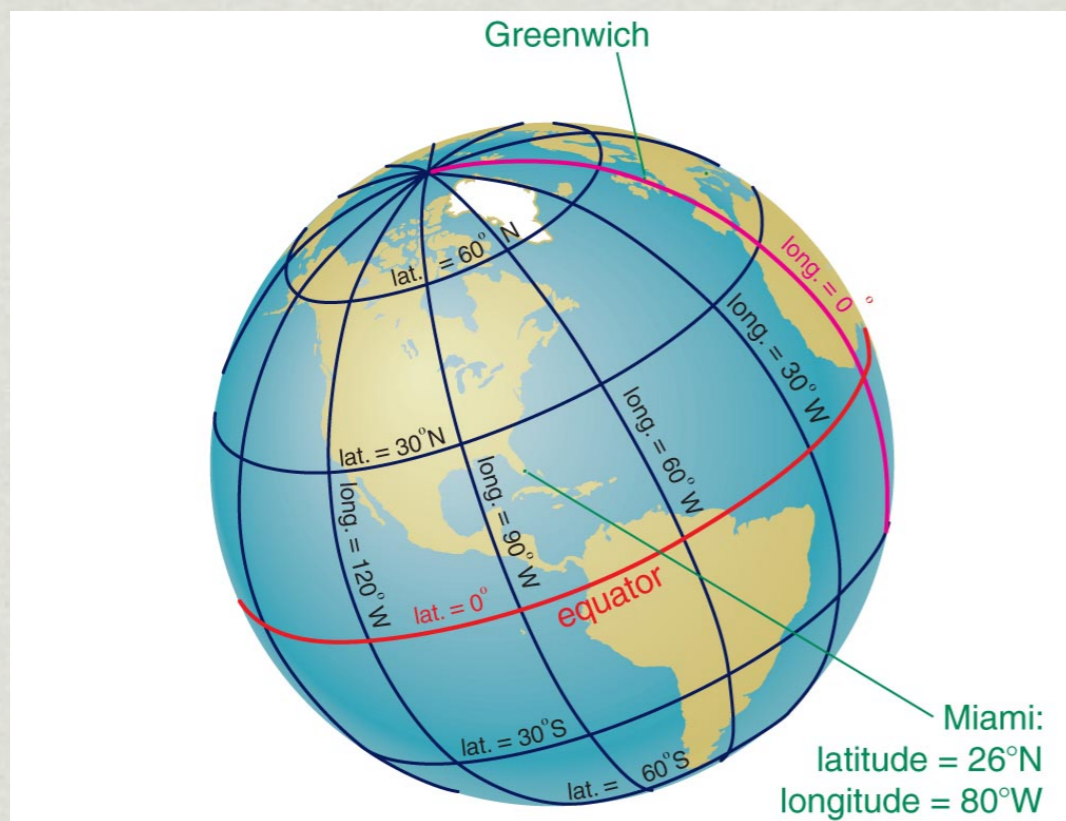 Greenwich
lat. = 60° N
long. = 0°
long. = 30° W
lat. = 30°N
long. = 60° W
long. = 90° W
long. = 120° W
lat. = 0°
equator
lat. = 30°S
lat. = 60°S
Miami:
latitude = 26°N
longitude = 80°W